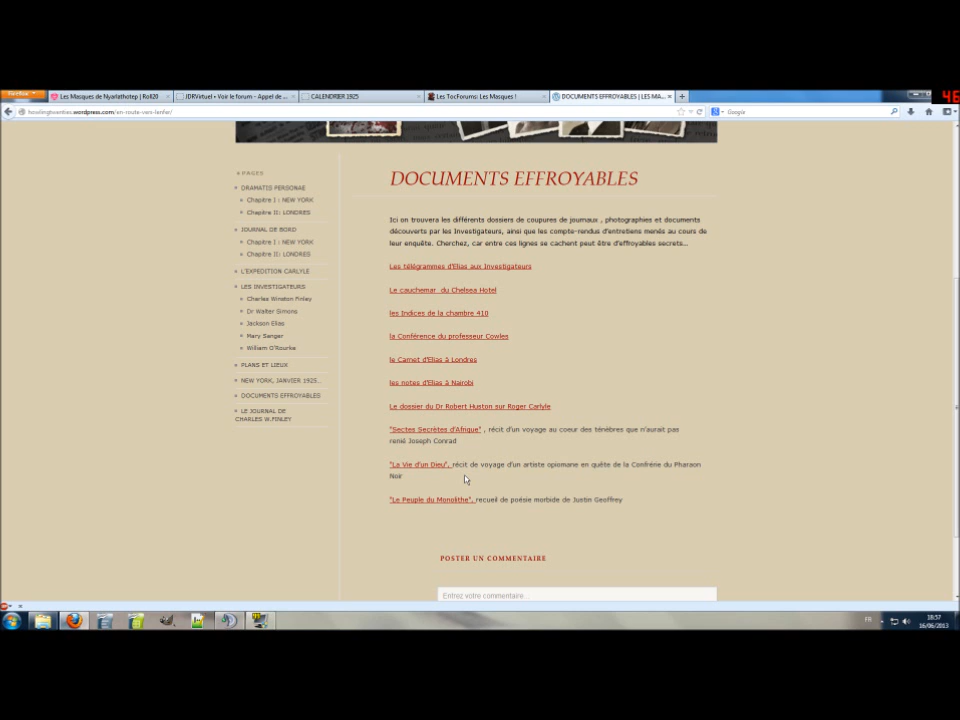 Firefox
Les Masques de Nyarlathotep | Roll20
JDRVirtuel • Voir le forum - Appel de ...
CALENDRIER 1925
Les TocForums: Les Masques !
DOCUMENTS EFFROYABLES | LES MA...
howlingtwenties.wordpress.com/en-route-vers-lenfer/
Google
PAGES
DRAMATIS PERSONAE
Chapitre I : NEW YORK
Chapitre II: LONDRES
JOURNAL DE BORD
Chapitre I : NEW YORK
Chapitre II: LONDRES
L'EXPEDITION CARLYLE
LES INVESTIGATEURS
Charles Winston Finley
Dr Walter Simons
Jackson Elias
Mary Sanger
William O'Rourke
PLANS ET LIEUX
NEW YORK, JANVIER 1925...
DOCUMENTS EFFROYABLES
LE JOURNAL DE
CHARLES W.FINLEY
DOCUMENTS EFFROYABLES
Ici on trouvera les différents dossiers de coupures de journaux , photographies et documents
découverts par les Investigateurs, ainsi que les compte-rendus d'entretiens menés au cours de
leur enquête. Cherchez, car entre ces lignes se cachent peut être d'effroyables secrets...
Les télégrammes d'Elias aux Investigateurs
Le cauchemar du Chelsea Hotel
les Indices de la chambre 410
la Conférence du professeur Cowles
le Carnet d'Elias à Londres
les notes d'Elias à Nairobi
Le dossier du Dr Robert Huston sur Roger Carlyle
"Sectes Secrètes d'Afrique" , récit d'un voyage au coeur des ténèbres que n'aurait pas
renié Joseph Conrad
"La Vie d'un Dieu", récit de voyage d'un artiste opiomane en quête de la Confrérie du Pharaon
Noir
"Le Peuple du Monolithe", recueil de poésie morbide de Justin Geoffrey
POSTER UN COMMENTAIRE
Entrez votre commentaire...
FR
18:57
16/06/2013